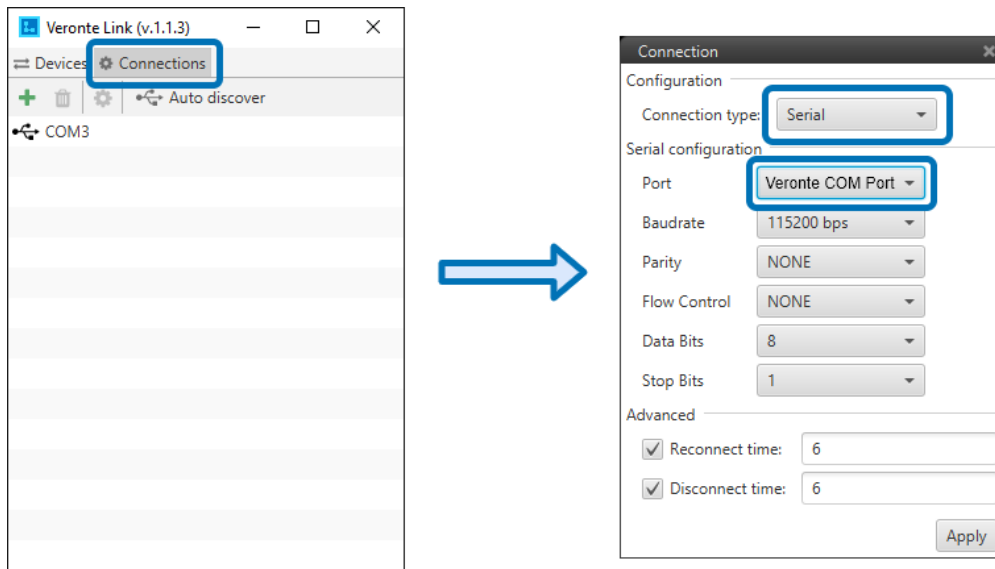 Veronte Link (v.1.1.3)
Devices Connections
Auto discover
COM3
Connection
Configuration
Connection type: Serial
Serial configuration
Port Veronte COM Port
Baudrate 115200 bps
Parity NONE
Flow Control NONE
Data Bits 8
Stop Bits 1
Advanced
Reconnect time: 6
Disconnect time: 6
Apply